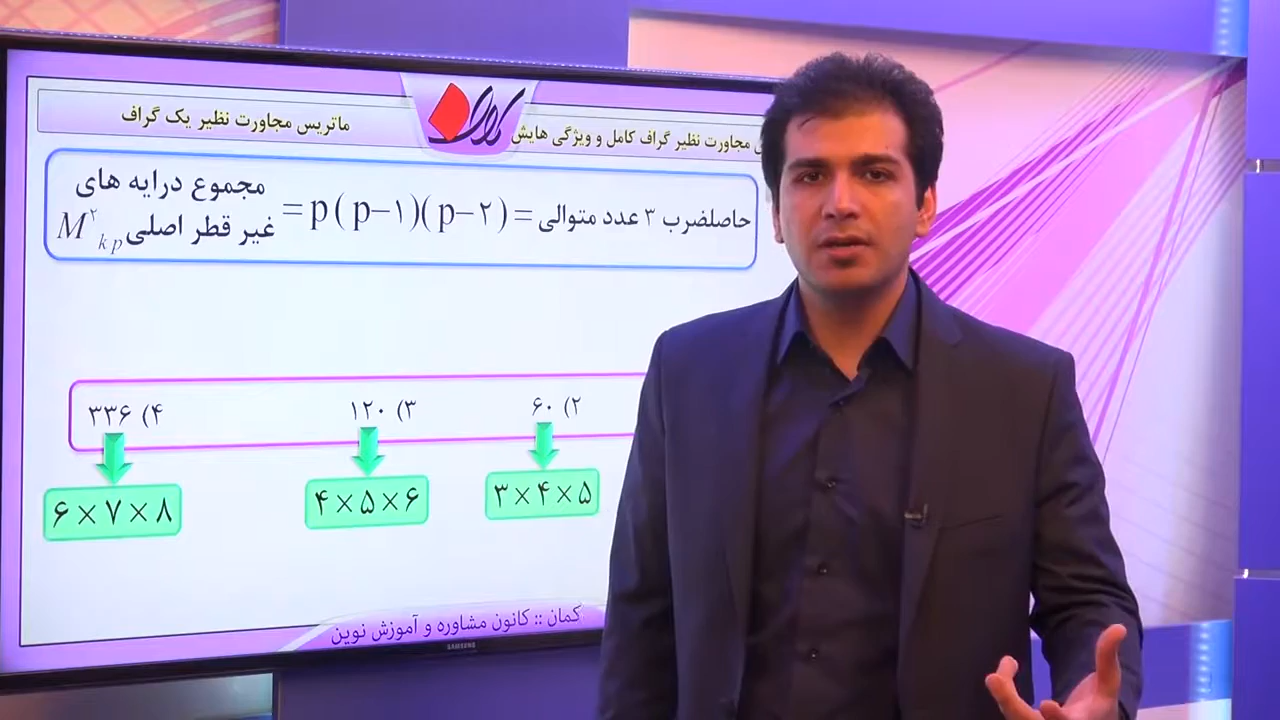 مجاورت نظیر گراف کامل و ویژگی هایش
ماتریس مجاورت نظیر یک گراف
کمان
حاصلضرب ۳ عدد متوالی = p(p−۱)(p−۲) = مجموع درایه های
غیر قطر اصلی M²kp
۲) ۶۰ ۳) ۱۲۰ ۴) ۳۳۶
۳×۴×۵ ۴×۵×۶ ۶×۷×۸
کمان :: کانون مشاوره و آموزش نوین
SAMSUNG